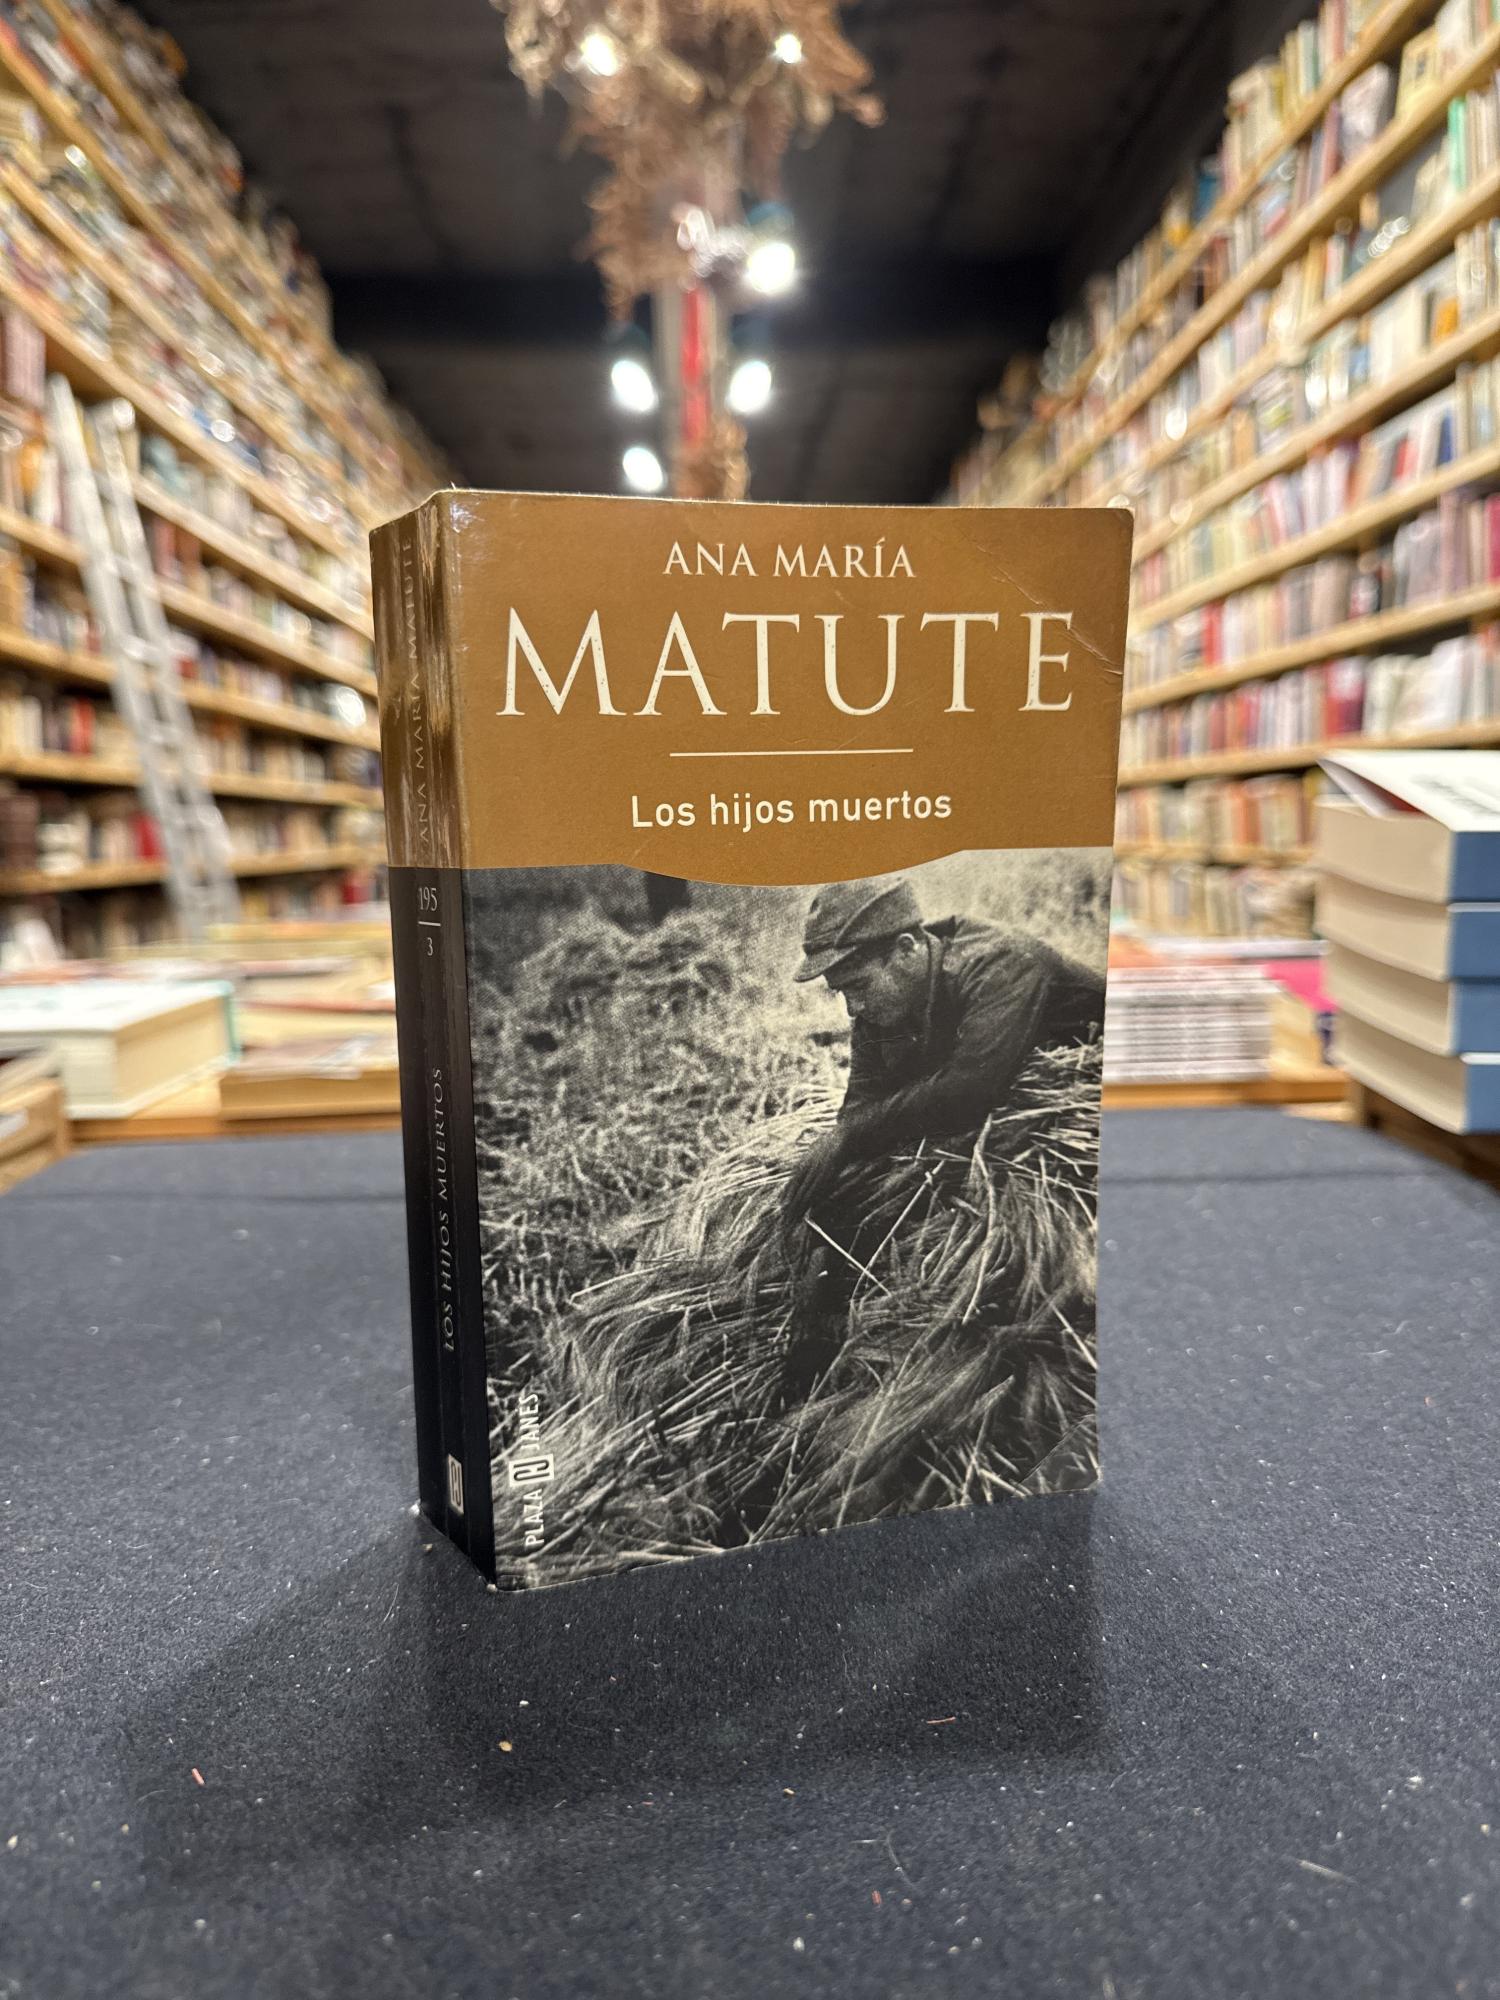 ANA MARÍA
MATUTE
Los hijos muertos
PLAZA JANES
ANA MARÍA MATUTE
195
3
LOS HIJOS MUERTOS